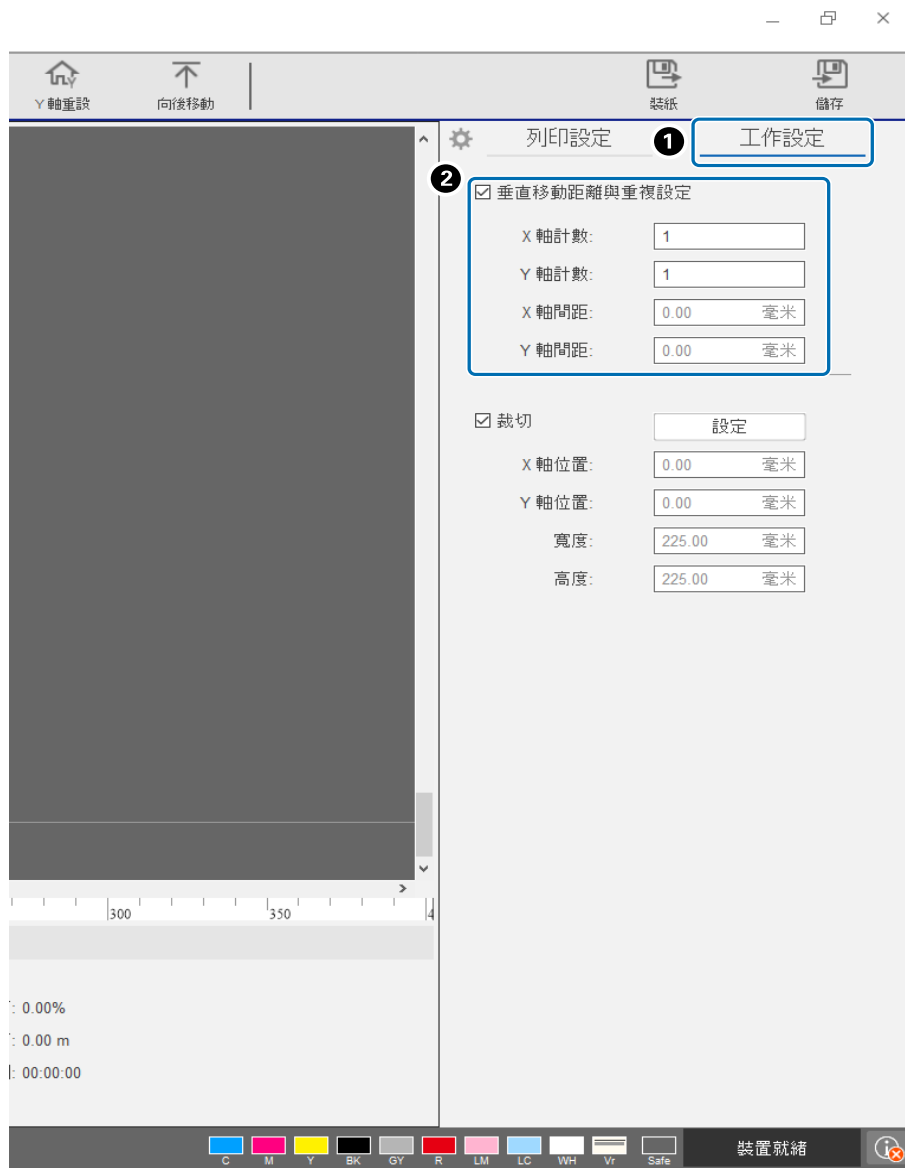 Y 軸重設
向後移動
裝紙
儲存
列印設定
1
工作設定
2
垂直移動距離與重複設定
X 軸計數: 1
Y 軸計數: 1
X 軸間距: 0.00 毫米
Y 軸間距: 0.00 毫米
裁切 設定
X 軸位置: 0.00 毫米
Y 軸位置: 0.00 毫米
寬度: 225.00 毫米
高度: 225.00 毫米
300 350 4
: 0.00%
: 0.00 m
: 00:00:00
C M Y BK GY R LM LC WH Vr Safe
裝置就緒